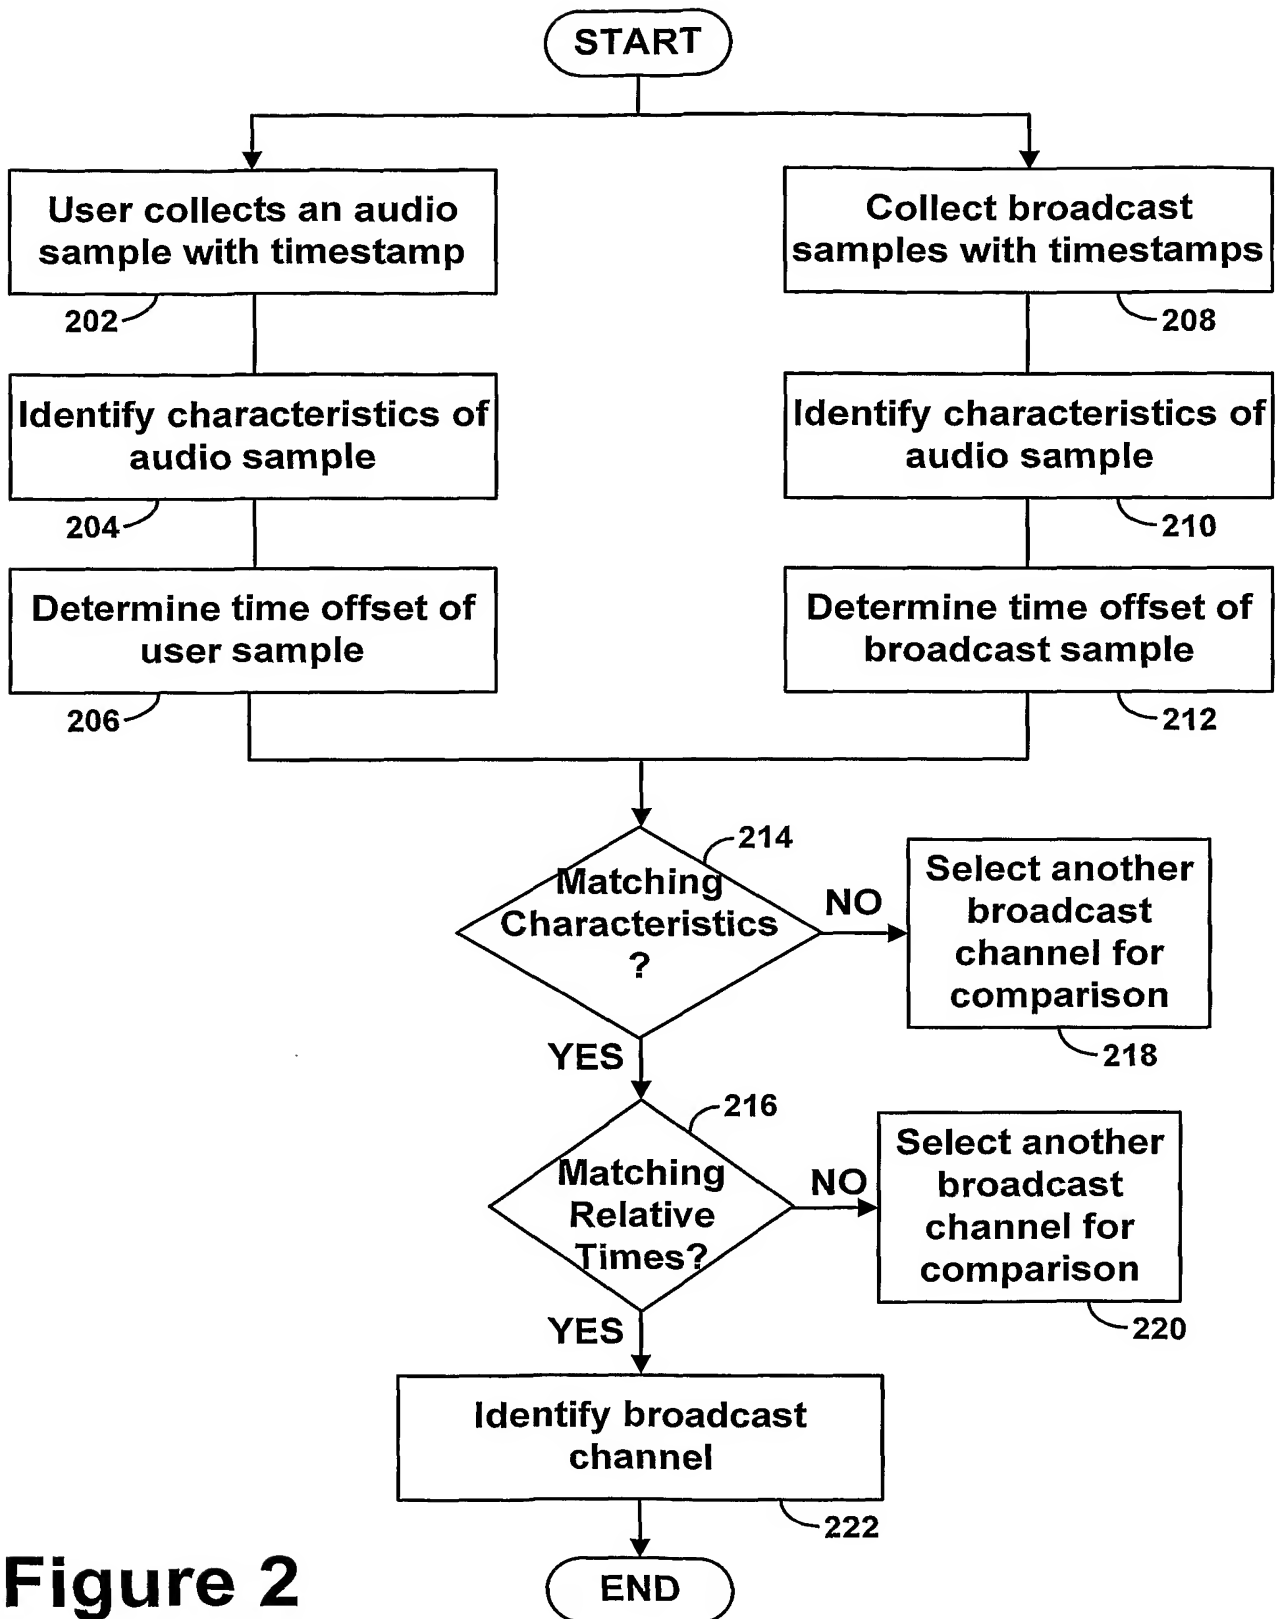 START
User collects an audio
sample with timestamp
202
Identify characteristics of
audio sample
204
Determine time offset of
user sample
206
Collect broadcast
samples with timestamps
208
Identify characteristics of
audio sample
210
Determine time offset of
broadcast sample
212
214
Matching
Characteristics
?
NO
Select another
broadcast
channel for
comparison
218
YES
216
Matching
Relative
Times?
NO
Select another
broadcast
channel for
comparison
220
YES
Identify broadcast
channel
222
END
Figure 2